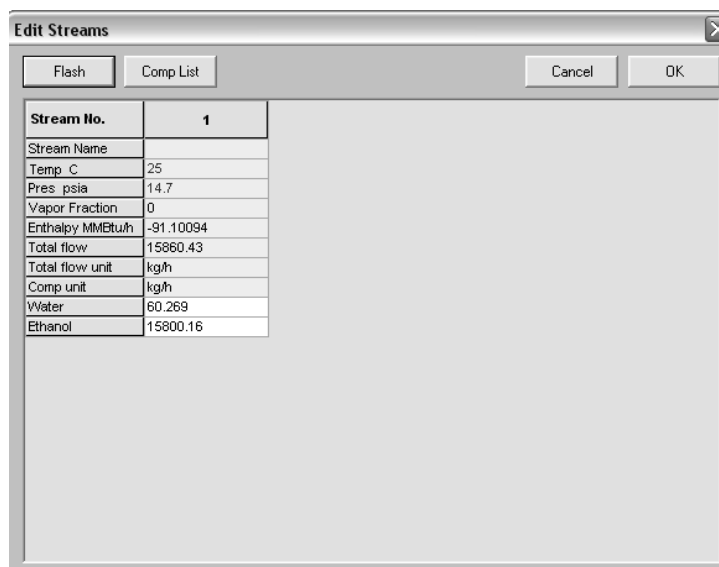 Edit Streams
Flash Comp List Cancel OK
Stream No. 1
Stream Name
Temp C 25
Pres psia 14.7
Vapor Fraction 0
Enthalpy MMBtu/h -91.10094
Total flow 15860.43
Total flow unit kg/h
Comp unit kg/h
Water 60.269
Ethanol 15800.16